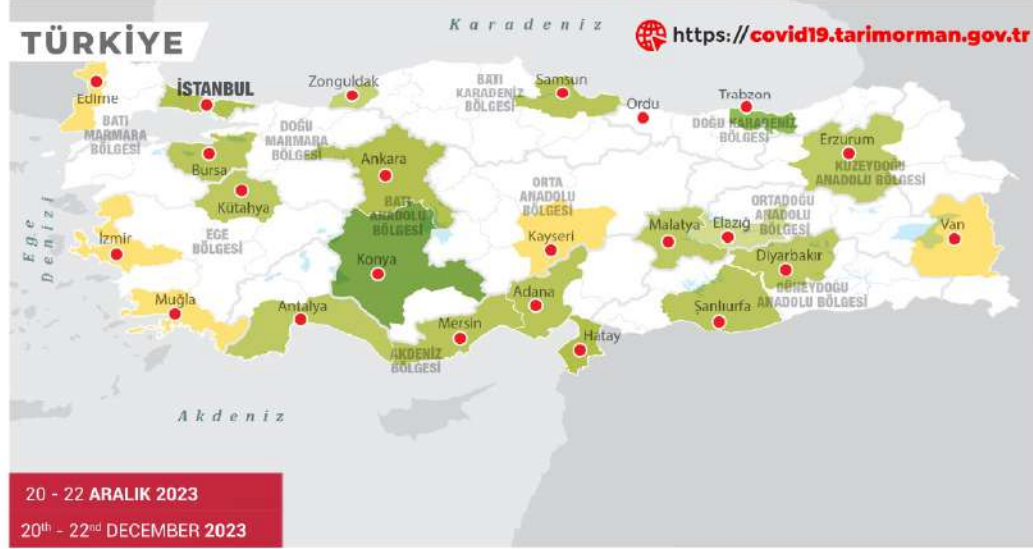 Karadeniz
https://covid19.tarimorman.gov.tr
TÜRKİYE
Edirne
İSTANBUL
Zonguldak
BATI
KARADENİZ
BÖLGESİ
Samsun
Ordu
Trabzon
DOĞU KARADENİZ
BÖLGESİ
BATI
MARMARA
BÖLGESİ
DOĞU
MARMARA
BÖLGESİ
Bursa
Kütahya
Ankara
Erzurum
KUZEYDOĞU
ANADOLU BÖLGESİ
ORTA
ANADOLU
BÖLGESİ
ORTADOĞU
ANADOLU
BÖLGESİ
BATI
ANADOLU
BÖLGESİ
Ege
Denizi
İzmir
EGE
BÖLGESİ
Konya
Kayseri
Malatya
Elazığ
Van
Diyarbakır
GÜNEYDOĞU
ANADOLU BÖLGESİ
Muğla
Antalya
Mersin
Adana
Şanlıurfa
Hatay
AKDENİZ
BÖLGESİ
Akdeniz
20 - 22 ARALIK 2023
20th - 22nd DECEMBER 2023